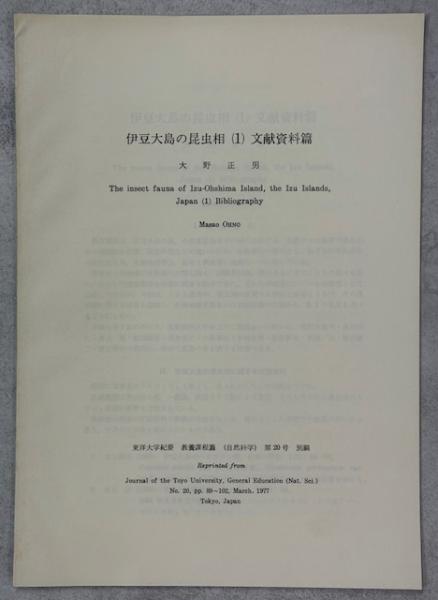 伊豆大島の昆虫相 (1) 文献資料篇
大野正男
The insect fauna of Izu-Ohshima Island, the Izu Islands,
Japan (1) Bibliography
Masao OHNO
東洋大学紀要 教養課程篇 (自然科学) 第20号 別刷
Reprinted from
Journal of the Toyo University, General Education (Nat. Sci.)
No. 20, pp. 89~102, March, 1977
Tokyo, Japan